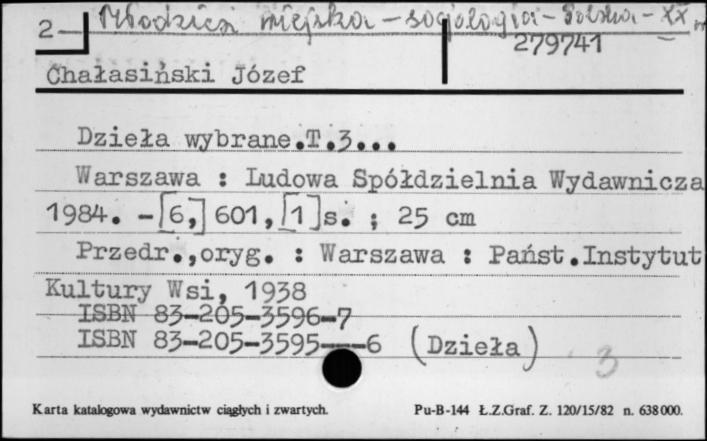 2 - Młodzież miejska - socjologia - Polska - XX w
279741
Chałasiński Józef
Dzieła wybrane.T.3...
Warszawa : Ludowa Spółdzielnia Wydawnicza
1984. - [6,] 601, [1] s. ; 25 cm
Przedr.,oryg. : Warszawa : Państ.Instytut
Kultury Wsi, 1938
ISBN 83-205-3596-7
ISBN 83-205-3595---6 (Dzieła)
3
Karta katalogowa wydawnictw ciągłych i zwartych. Pu-B-144 Ł.Z.Graf. Z. 120/15/82 n. 638 000.